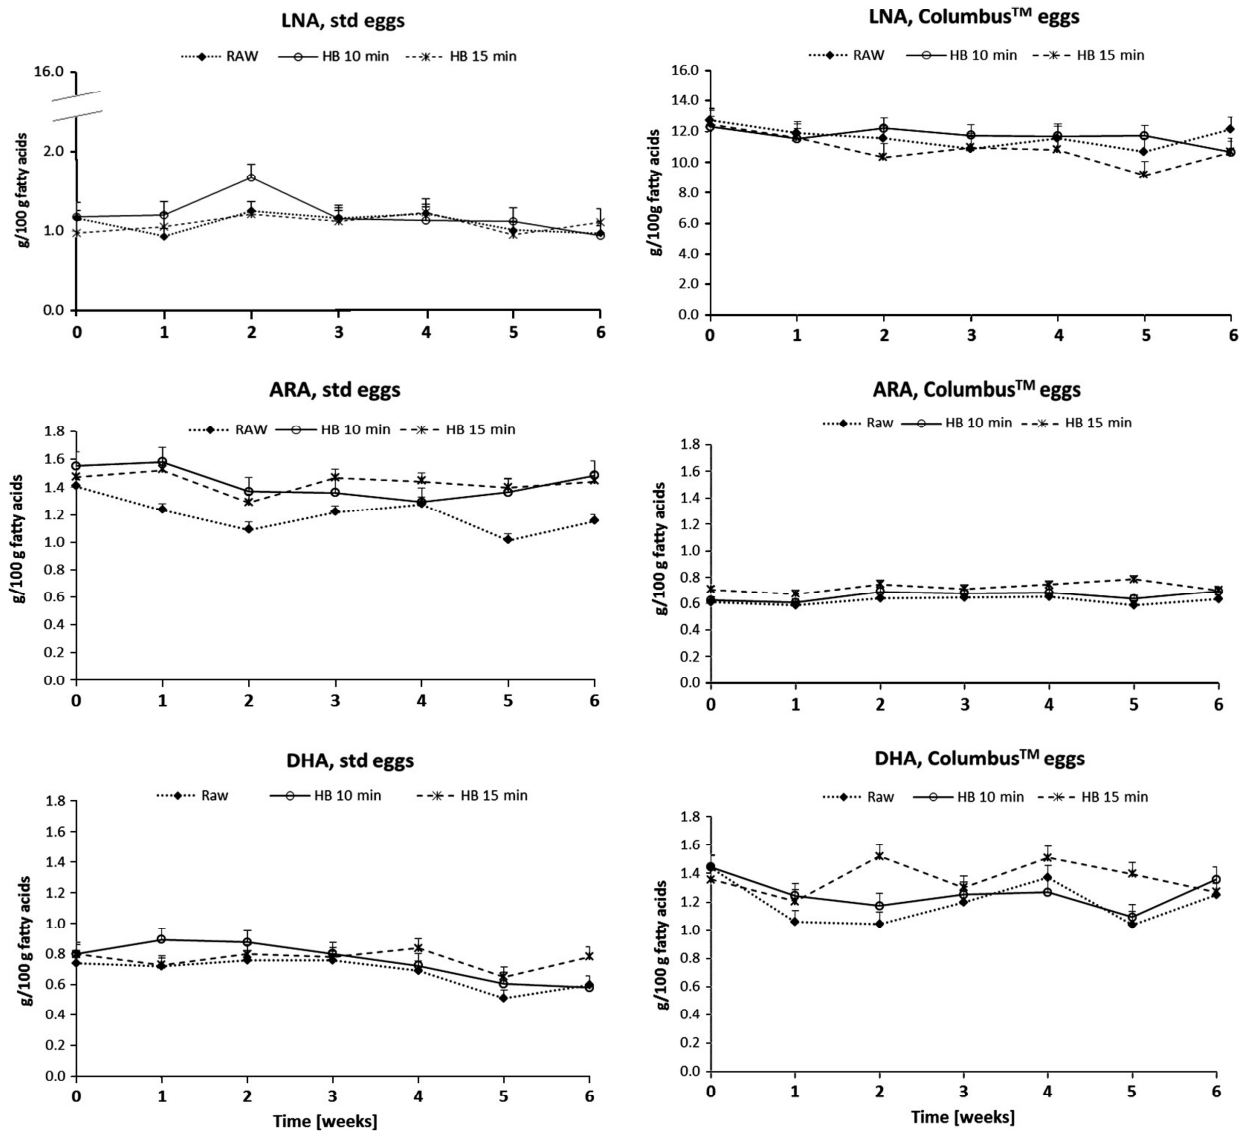 LNA, std eggs
RAW HB 10 min HB 15 min
g/100 g fatty acids
16.0
2.0
1.0
0.0
0 1 2 3 4 5 6
LNA, Columbus™ eggs
RAW HB 10 min HB 15 min
g/100g fatty acids
16.0
14.0
12.0
10.0
8.0
6.0
4.0
2.0
0.0
0 1 2 3 4 5 6
ARA, std eggs
RAW HB 10 min HB 15 min
g/100 g fatty acids
1.8
1.6
1.4
1.2
1.0
0.8
0.6
0.4
0.2
0.0
0 1 2 3 4 5 6
ARA, Columbus™ eggs
Raw HB 10 min HB 15 min
g/100 g fatty acids
1.8
1.6
1.4
1.2
1.0
0.8
0.6
0.4
0.2
0.0
0 1 2 3 4 5 6
DHA, std eggs
Raw HB 10 min HB 15 min
g/100 g fatty acids
1.8
1.6
1.4
1.2
1.0
0.8
0.6
0.4
0.2
0.0
0 1 2 3 4 5 6
Time [weeks]
DHA, Columbus™ eggs
Raw HB 10 min HB 15 min
g/100 g fatty acids
1.8
1.6
1.4
1.2
1.0
0.8
0.6
0.4
0.2
0.0
0 1 2 3 4 5 6
Time [weeks]